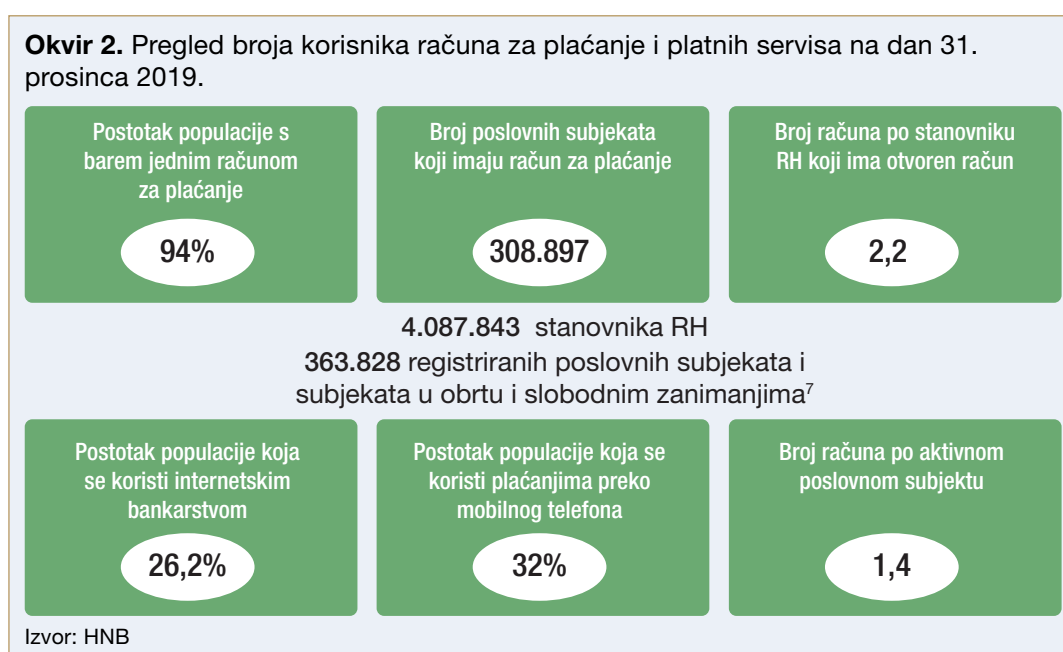 Okvir 2. Pregled broja korisnika računa za plaćanje i platnih servisa na dan 31.
prosinca 2019.
Postotak populacije s
barem jednim računom
za plaćanje
94%
Broj poslovnih subjekata
koji imaju račun za plaćanje
308.897
Broj računa po stanovniku
RH koji ima otvoren račun
2,2
4.087.843 stanovnika RH
363.828 registriranih poslovnih subjekata i
subjekata u obrtu i slobodnim zanimanjima⁷
Postotak populacije koja
se koristi internetskim
bankarstvom
26,2%
Postotak populacije koja se
koristi plaćanjima preko
mobilnog telefona
32%
Broj računa po aktivnom
poslovnom subjektu
1,4
Izvor: HNB